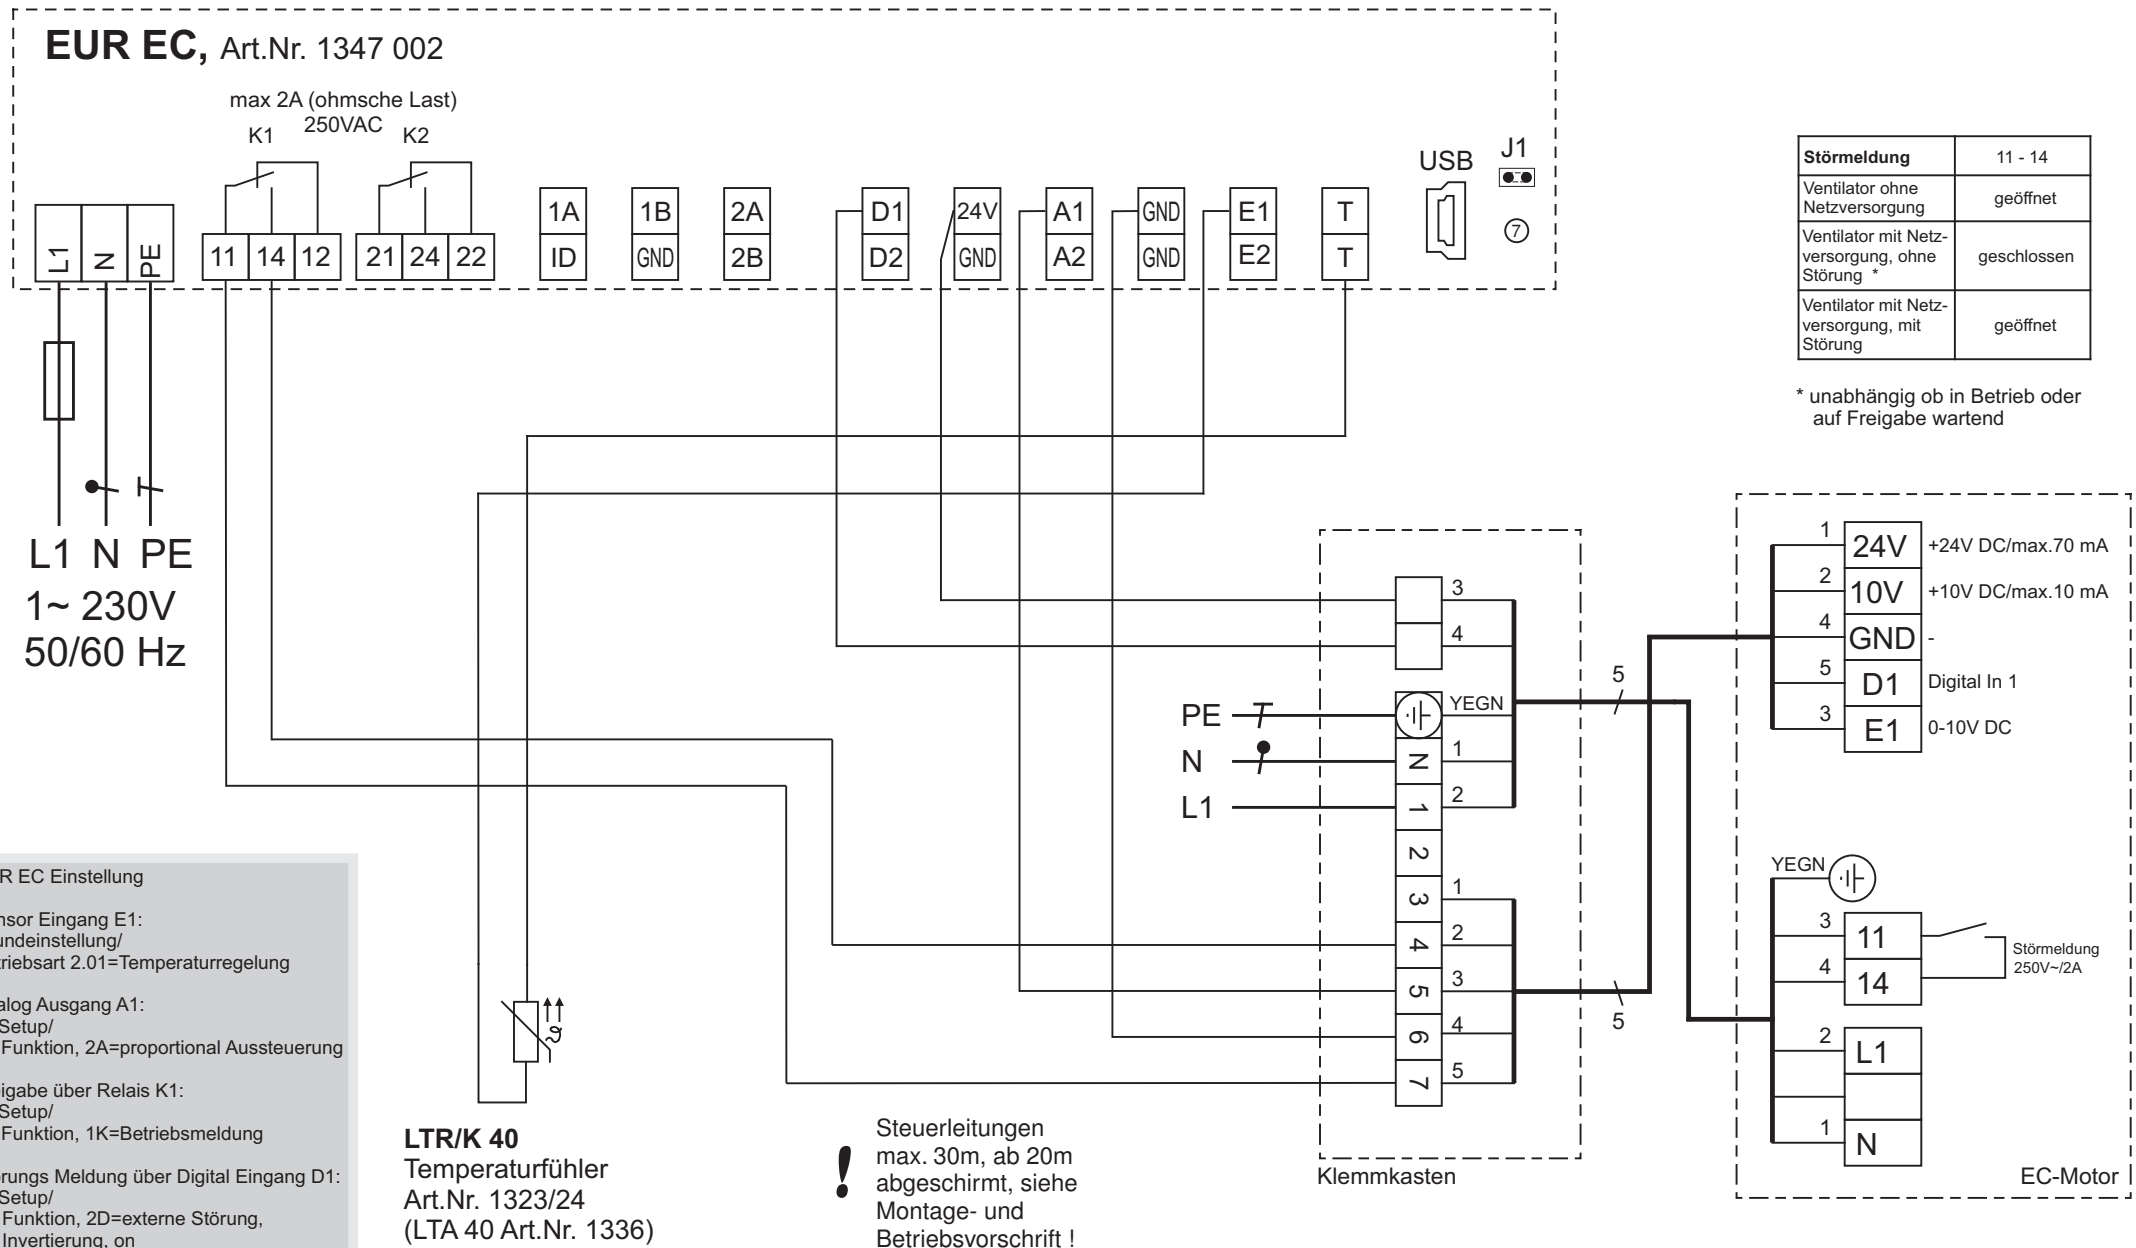 EUR EC, Art.Nr. 1347 002
max 2A (ohmsche Last)
250VAC
K1
K2
USB
J1
7
L1 N PE
11 14 12
21 24 22
1A
ID
1B
GND
2A
2B
D1
D2
24V
GND
A1
A2
GND
GND
E1
E2
T
T
Störmeldung 11 - 14
Ventilator ohne
Netzversorgung
geöffnet
Ventilator mit Netz-
versorgung, ohne
Störung *
geschlossen
Ventilator mit Netz-
versorgung, mit
Störung
geöffnet
* unabhängig ob in Betrieb oder
auf Freigabe wartend
L1 N PE
1~ 230V
50/60 Hz
3
4
PE
YEGN
N
N
1
L1
1
2
2
3
1
4
2
5
3
6
4
7
5
Klemmkasten
5
5
1
24V
+24V DC/max.70 mA
2
10V
+10V DC/max.10 mA
4
GND
-
5
D1
Digital In 1
3
E1
0-10V DC
YEGN
3
11
4
14
Störmeldung
250V~/2A
2
L1
1
N
EC-Motor
R EC Einstellung
nsor Eingang E1:
undeinstellung/
triebsart 2.01=Temperaturregelung
alog Ausgang A1:
Setup/
Funktion, 2A=proportional Aussteuerung
eigabe über Relais K1:
Setup/
Funktion, 1K=Betriebsmeldung
örungs Meldung über Digital Eingang D1:
Setup/
Funktion, 2D=externe Störung,
Invertierung, on
ϑ
LTR/K 40
Temperaturfühler
Art.Nr. 1323/24
(LTA 40 Art.Nr. 1336)
!
Steuerleitungen
max. 30m, ab 20m
abgeschirmt, siehe
Montage- und
Betriebsvorschrift !